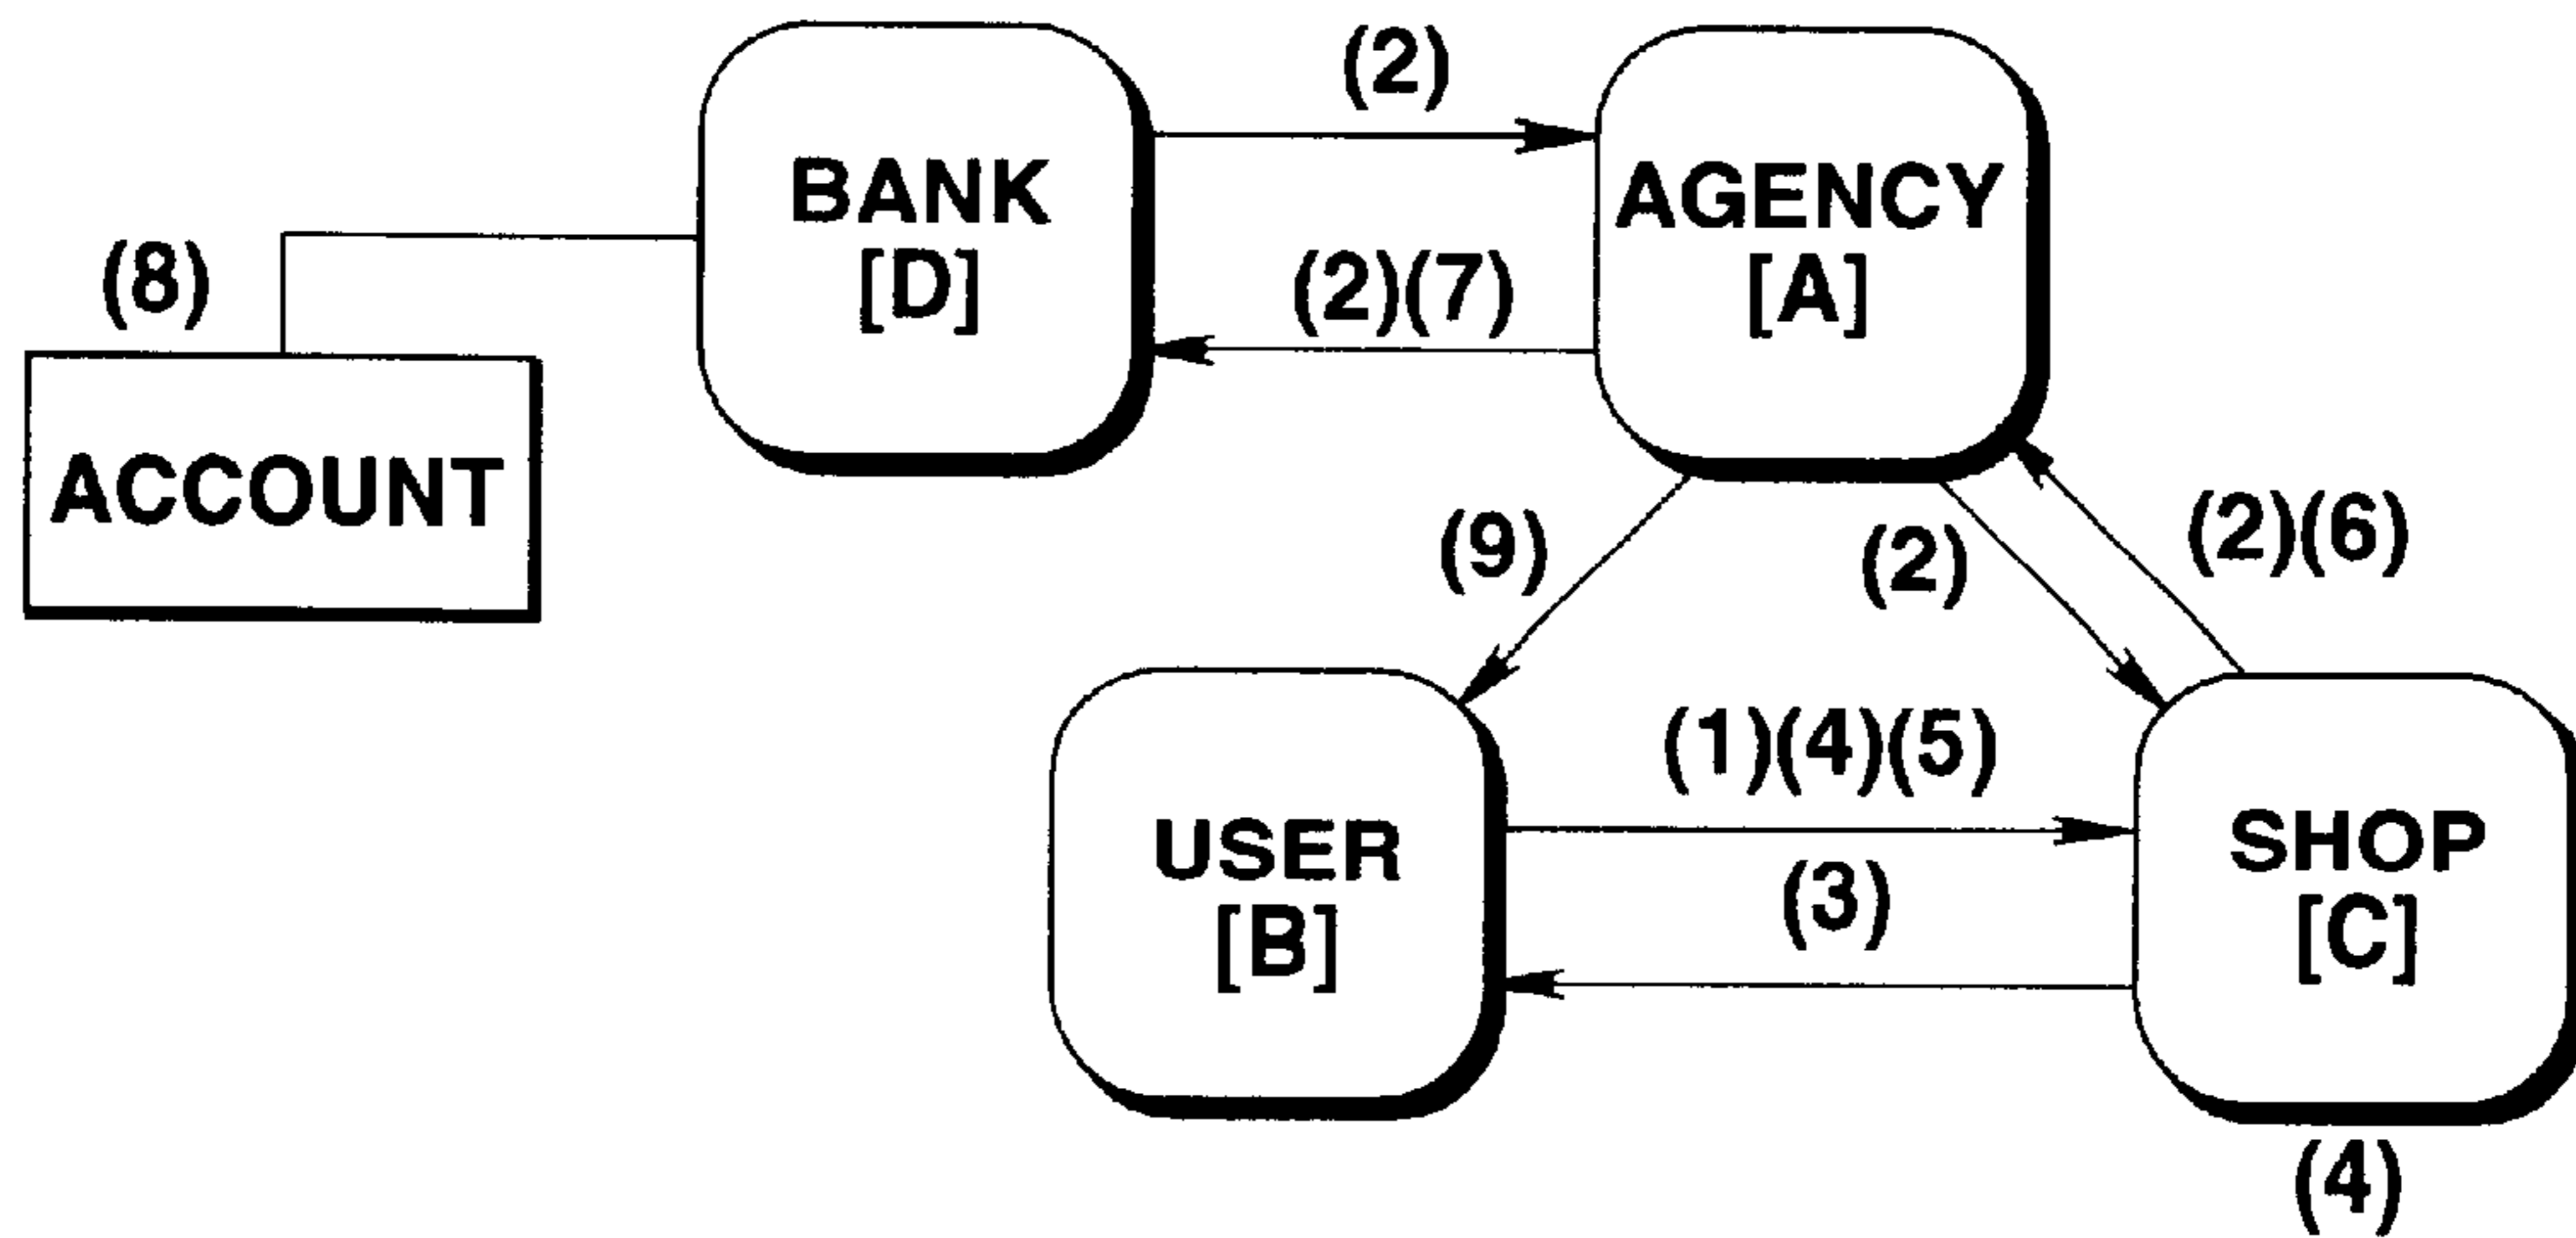 (2)
BANK
[D]
AGENCY
[A]
(8)
(2)(7)
ACCOUNT
(9)
(2)
(2)(6)
(1)(4)(5)
USER
[B]
(3)
SHOP
[C]
(4)